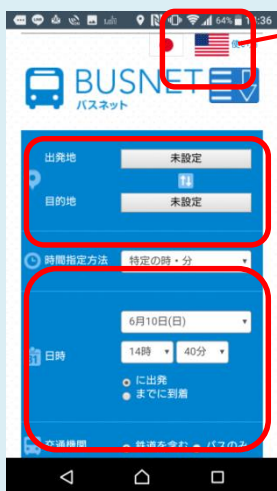 64% 14:36
BUSNET
バスネット
出発地 未設定
目的地 未設定
時間指定方法 特定の時・分
6月10日(日)
日時 14時 40分
に出発
までに到着
交通機関 鉄道を含む バスのみ